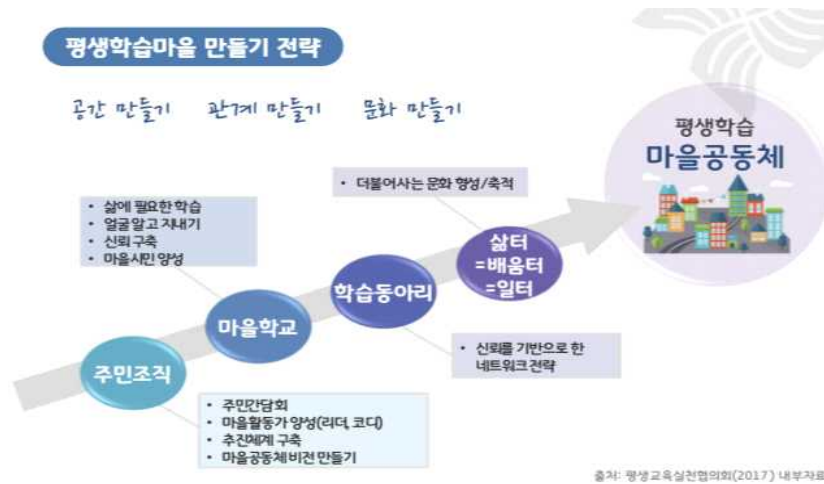 평생학습마을 만들기 전략
공간 만들기 관계 만들기 문화 만들기
평생학습
마을공동체
• 더불어사는 문화 형성/축적
• 삶에 필요한 학습
• 얼굴알고 지내기
• 신뢰 구축
• 마을시민 양성
삶터
=배움터
=일터
학습동아리
마을학교
• 신뢰를 기반으로 한
네트워크 전략
주민조직
• 주민간담회
• 마을활동가 양성(리더, 코디)
• 추진체계 구축
• 마을공동체 비전 만들기
출처: 평생교육실천협의회(2017) 내부자료